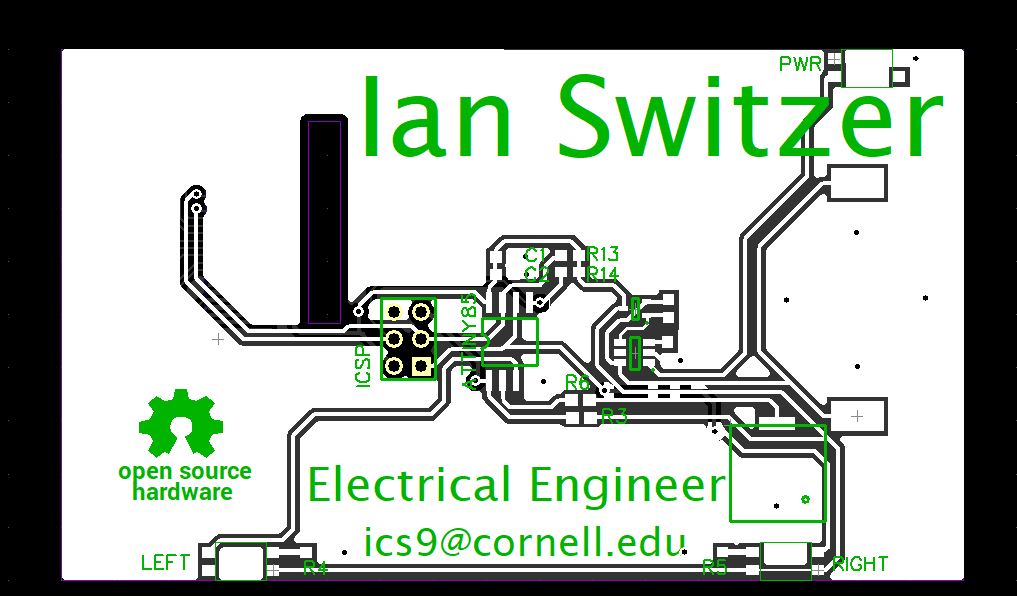 PWR
Ian Switzer
C1
R13
C2
R14
ATTINY85
ICSP
R6
R3
open source
hardware
Electrical Engineer
ics9@cornell.edu
LEFT
R4
R5
RIGHT